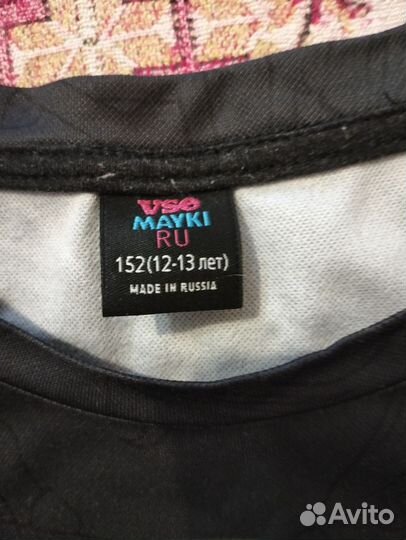 vse
MAYKI
RU
152(12-13 лет)
MADE IN RUSSIA
Avito